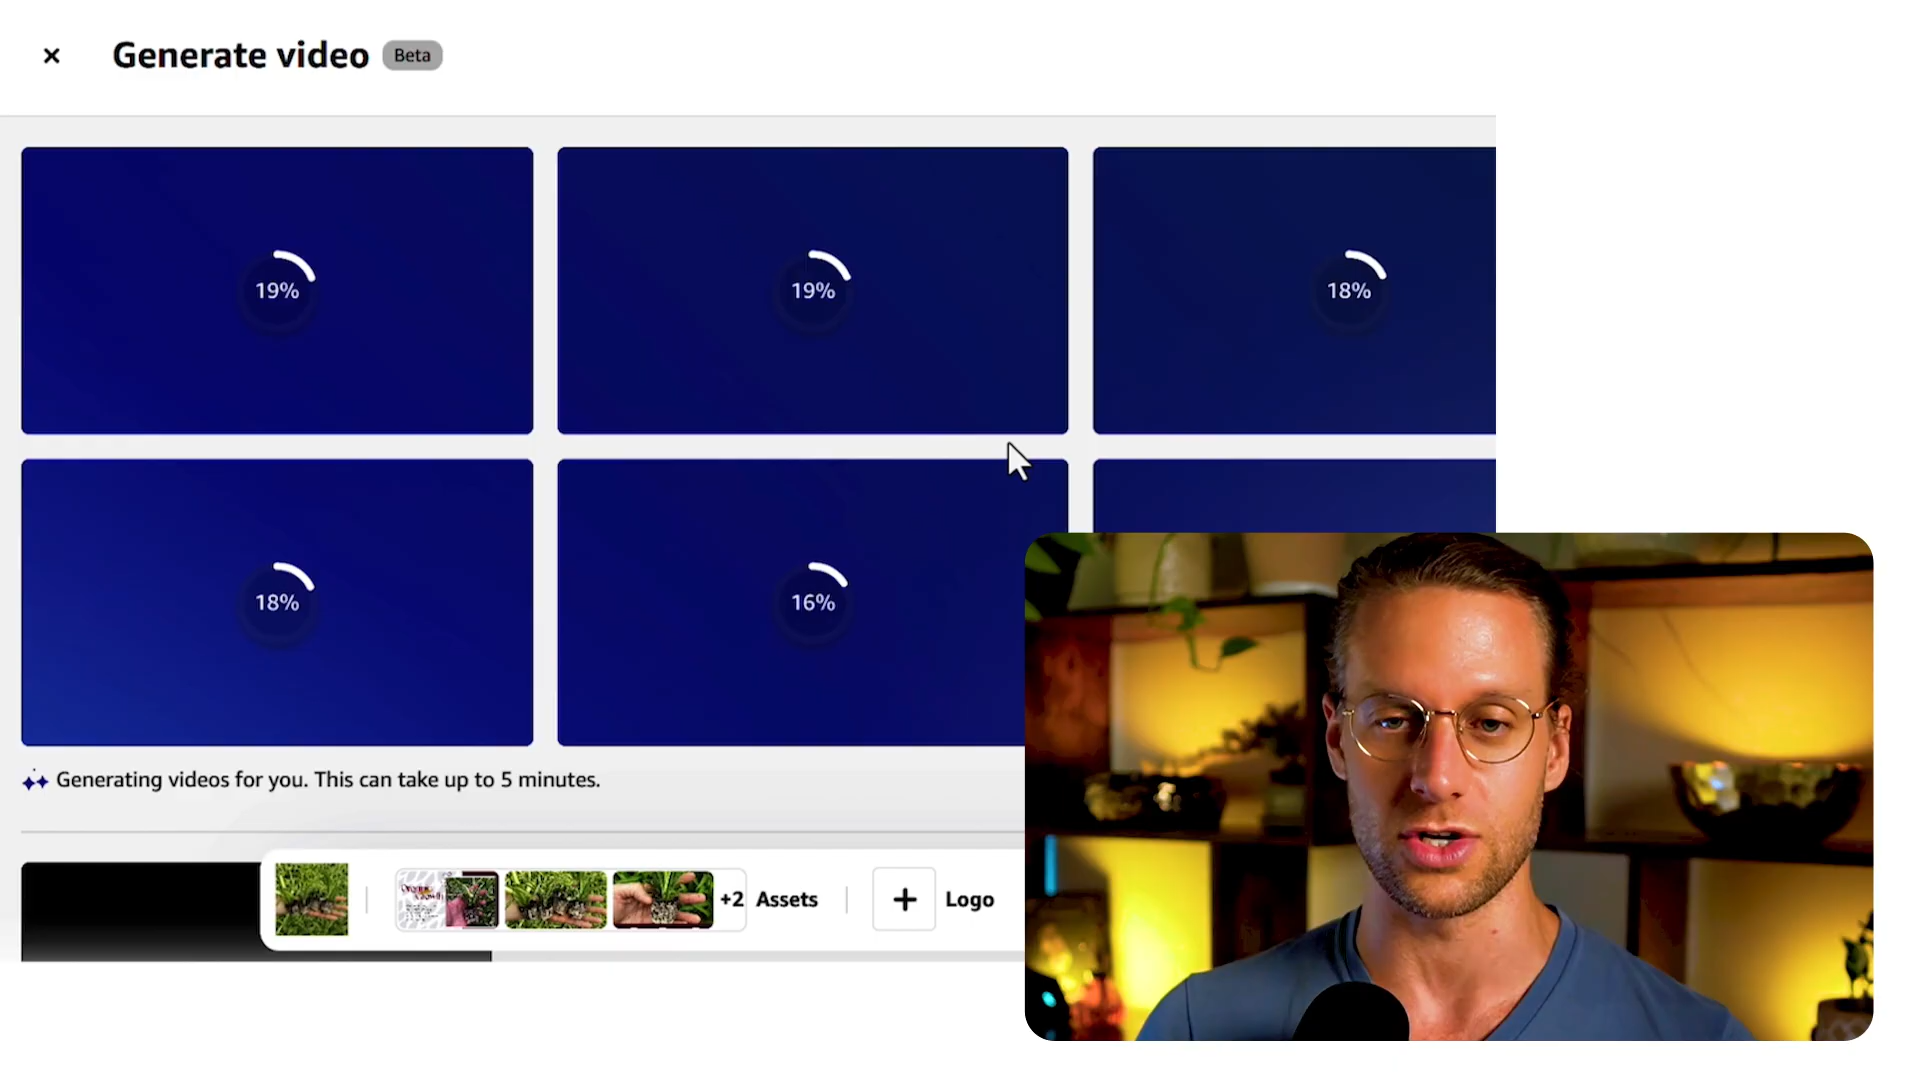 Generate video Beta
19%
19%
18%
18%
16%
Generating videos for you. This can take up to 5 minutes.
+2 Assets
Logo